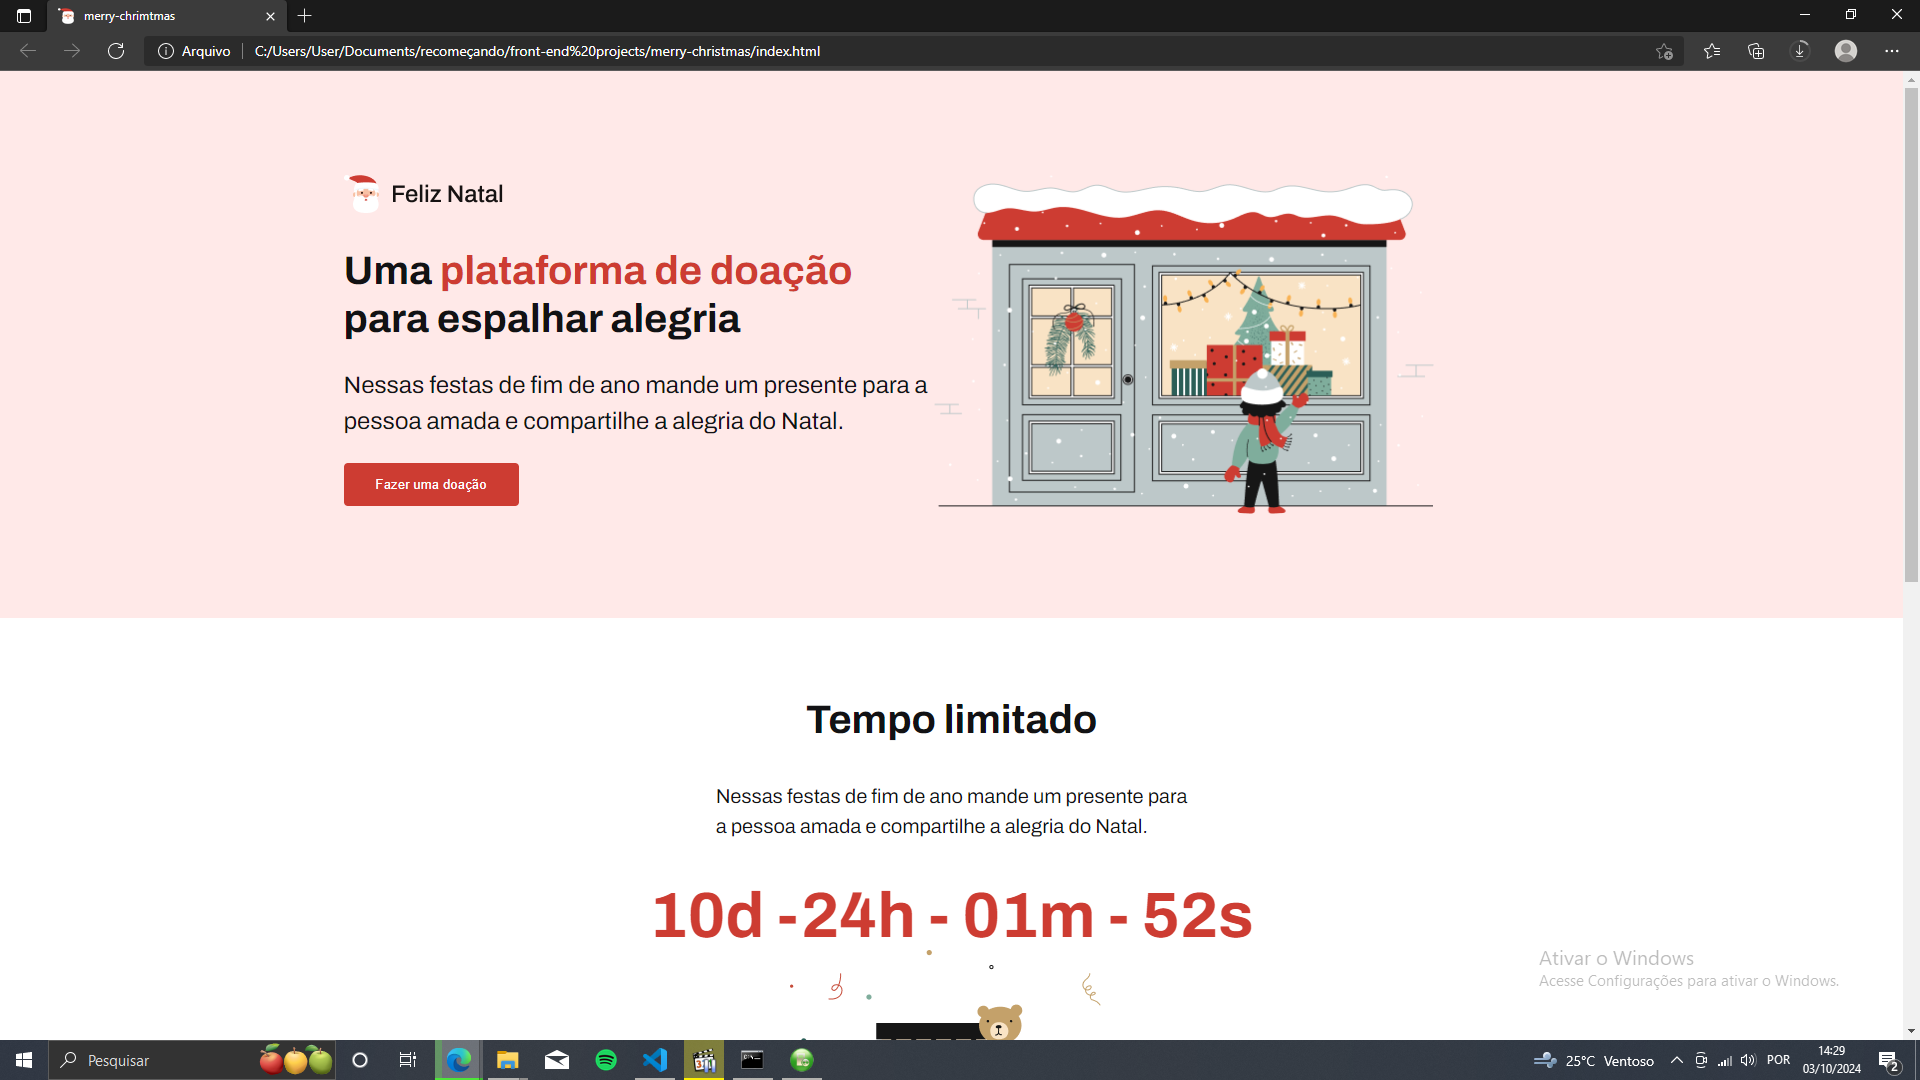 merry-chrimtmas
Arquivo
C:/Users/User/Documents/recomeçando/front-end%20projects/merry-christmas/index.html
Feliz Natal
Uma plataforma de doação
para espalhar alegria
Nessas festas de fim de ano mande um presente para a
pessoa amada e compartilhe a alegria do Natal.
Fazer uma doação
Tempo limitado
Nessas festas de fim de ano mande um presente para
a pessoa amada e compartilhe a alegria do Natal.
10d -24h - 01m - 52s
Ativar o Windows
Acesse Configurações para ativar o Windows.
Pesquisar
25°C Ventoso
POR
14:29
03/10/2024
2